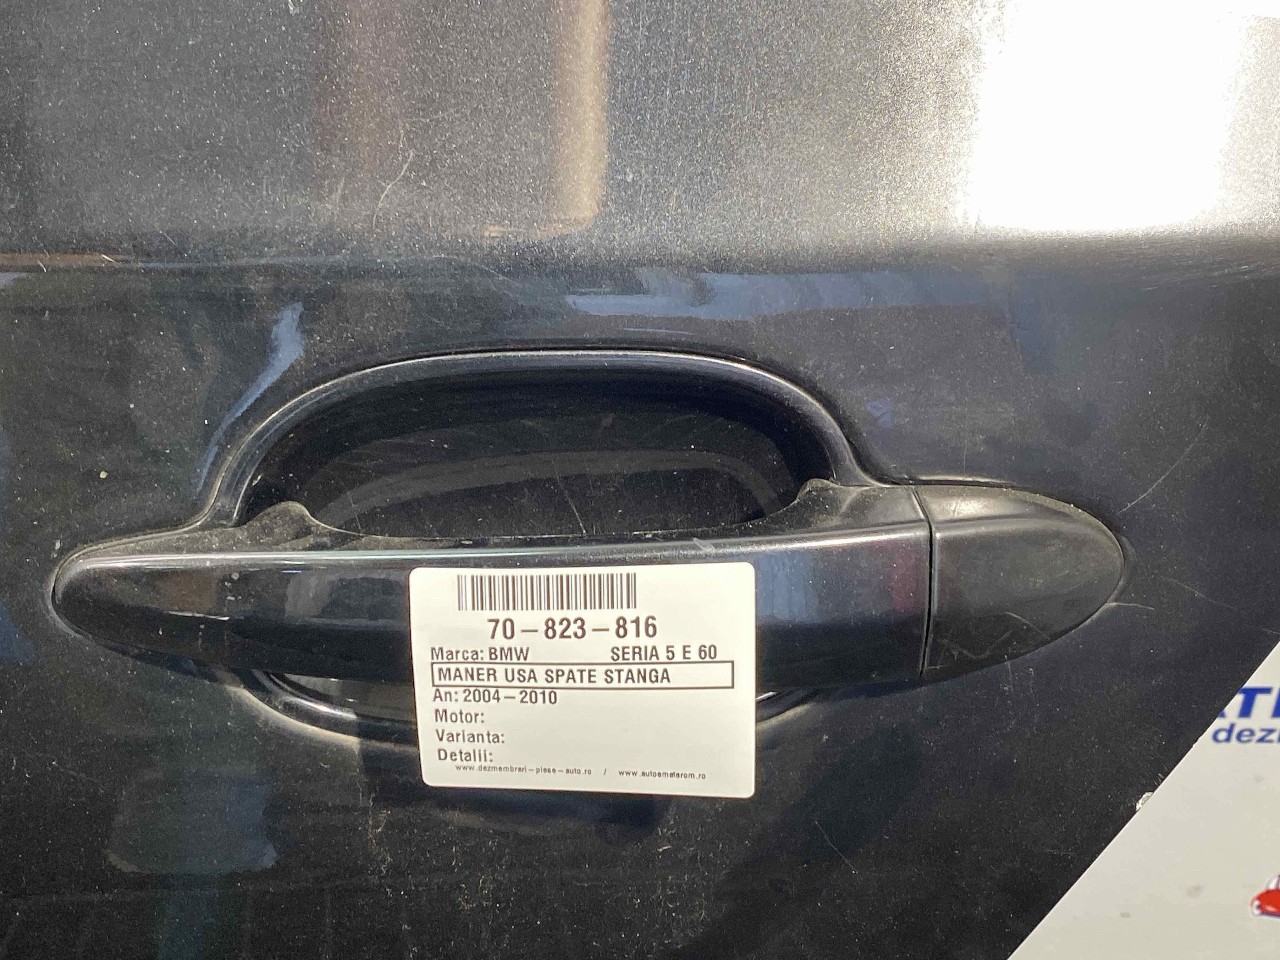 70-823-816
Marca: BMW SERIA 5 E 60
MANER USA SPATE STANGA
An: 2004-2010
Motor:
Varianta:
Detalii:
www.dezmembrari-piese-auto.ro / www.autoematarom.ro